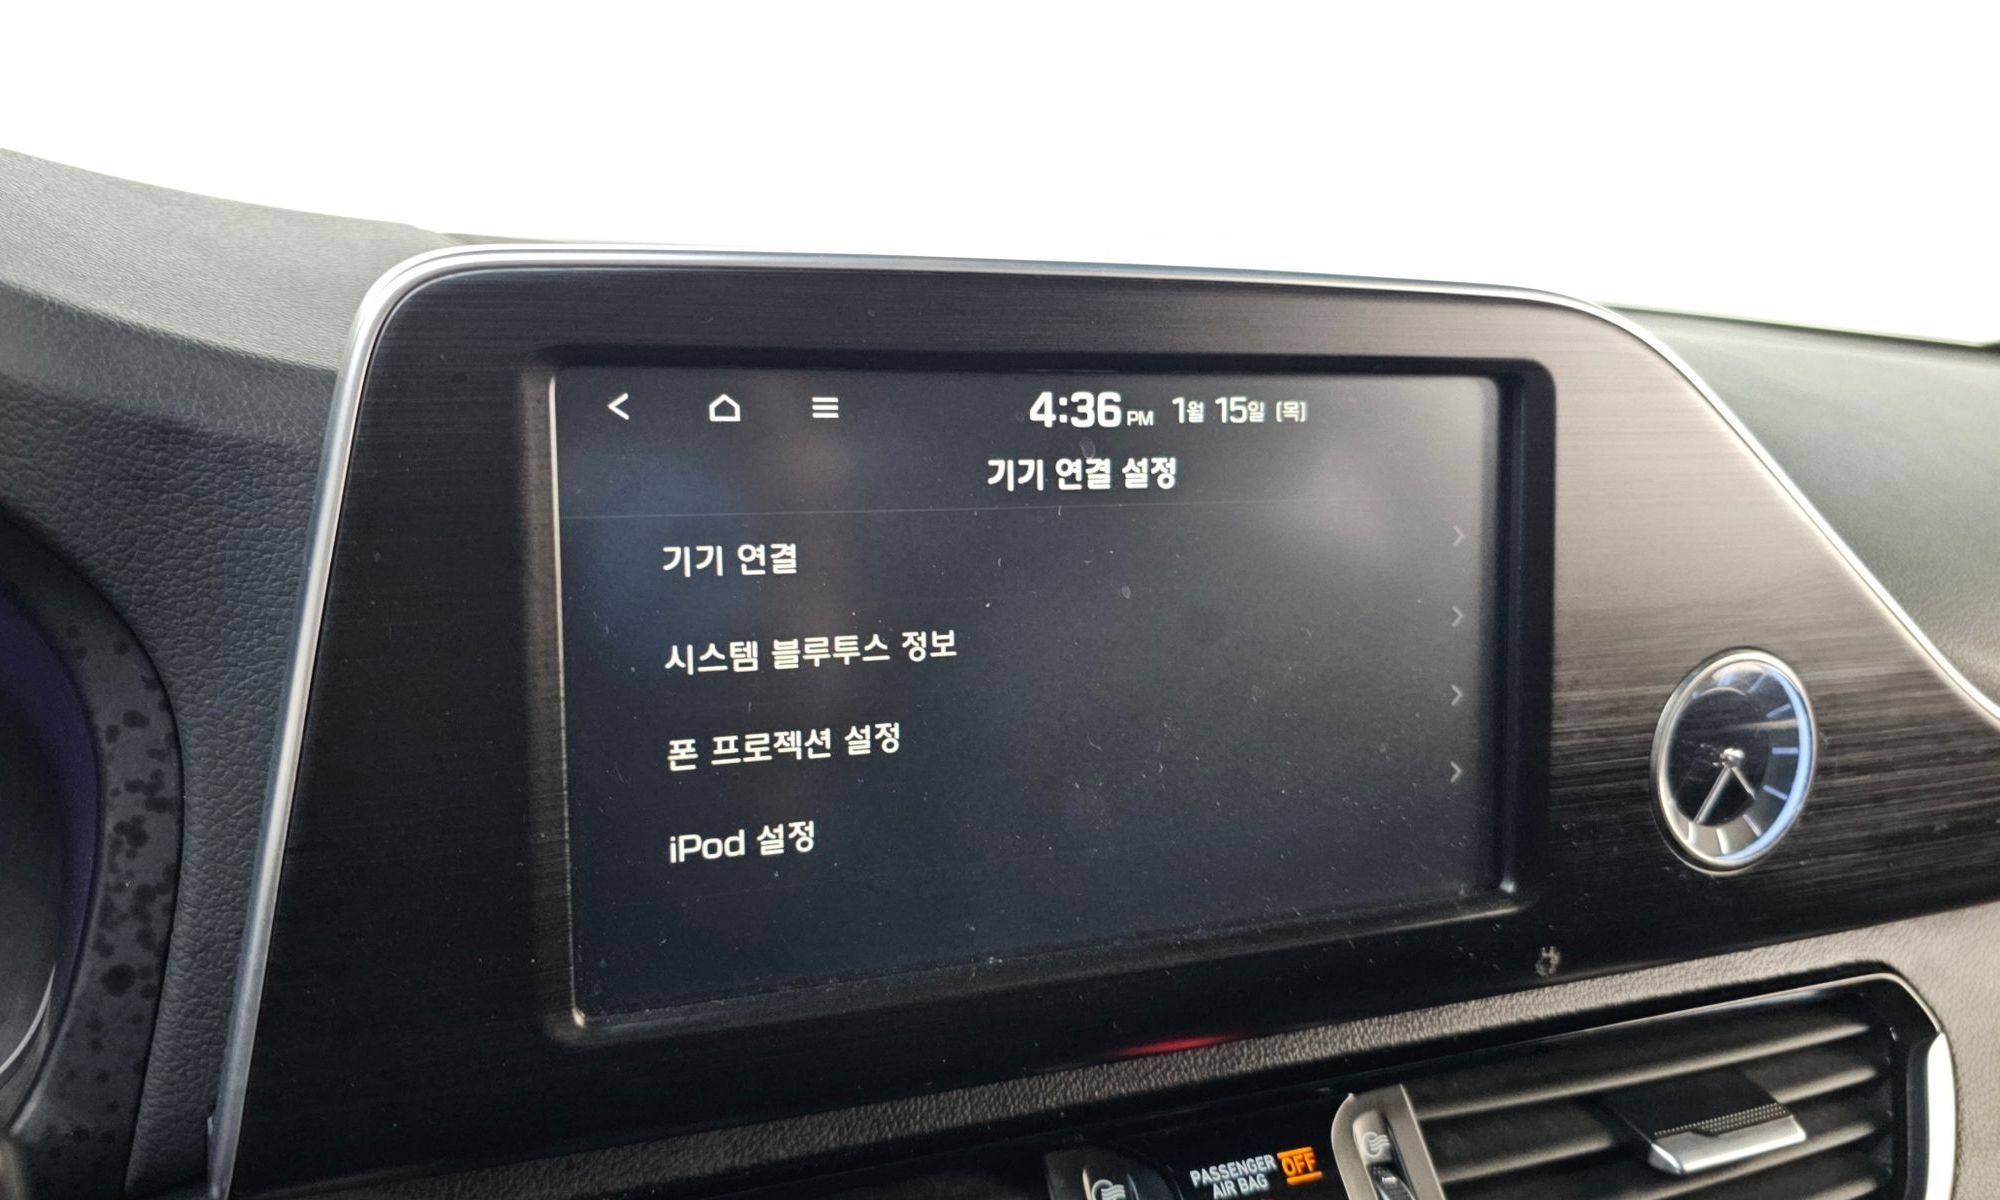 4:36 PM 1월 15일 (목)
기기 연결 설정
기기 연결
시스템 블루투스 정보
폰 프로젝션 설정
iPod 설정
PASSENGER
AIR BAG
OFF